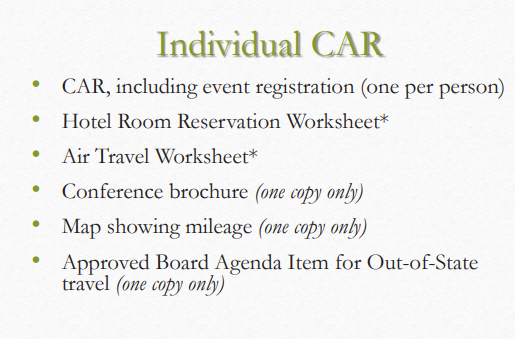 Individual CAR
• CAR, including event registration (one per person)
• Hotel Room Reservation Worksheet*
• Air Travel Worksheet*
• Conference brochure (one copy only)
• Map showing mileage (one copy only)
• Approved Board Agenda Item for Out-of-State
travel (one copy only)